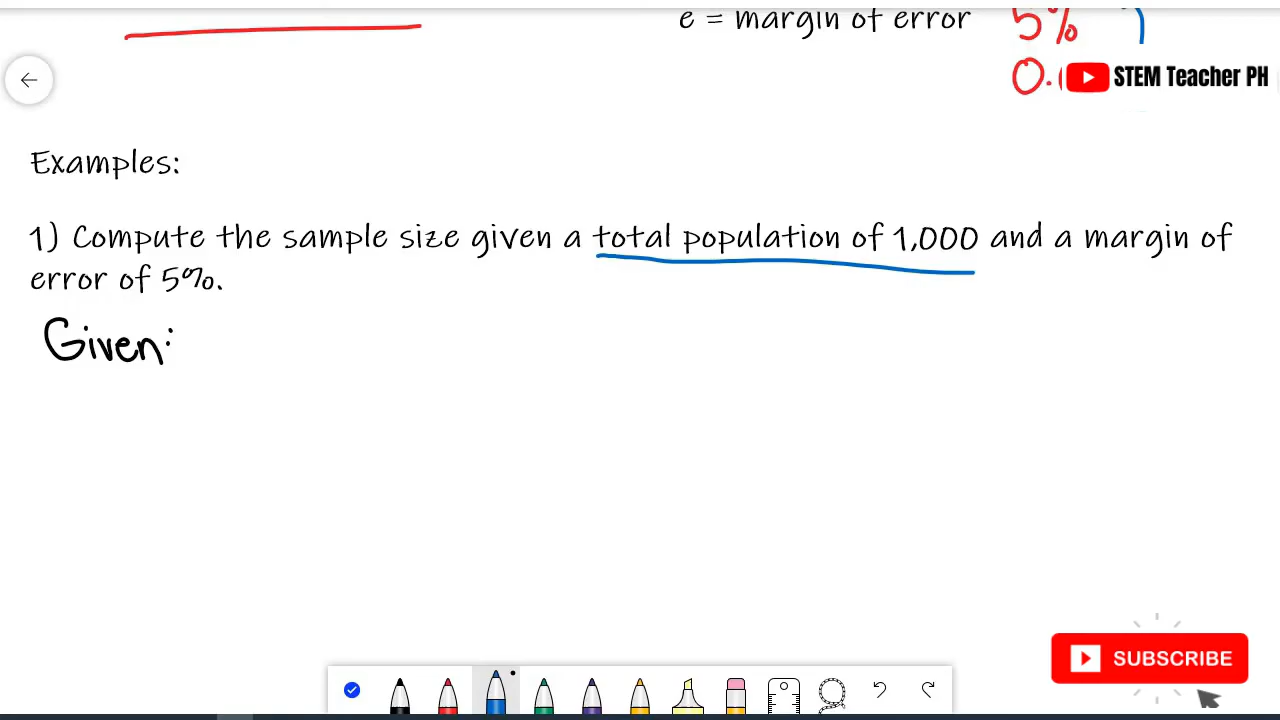 e = margin of error 5%
STEM Teacher PH
Examples:
1) Compute the sample size given a total population of 1,000 and a margin of
error of 5%.
Given:
SUBSCRIBE